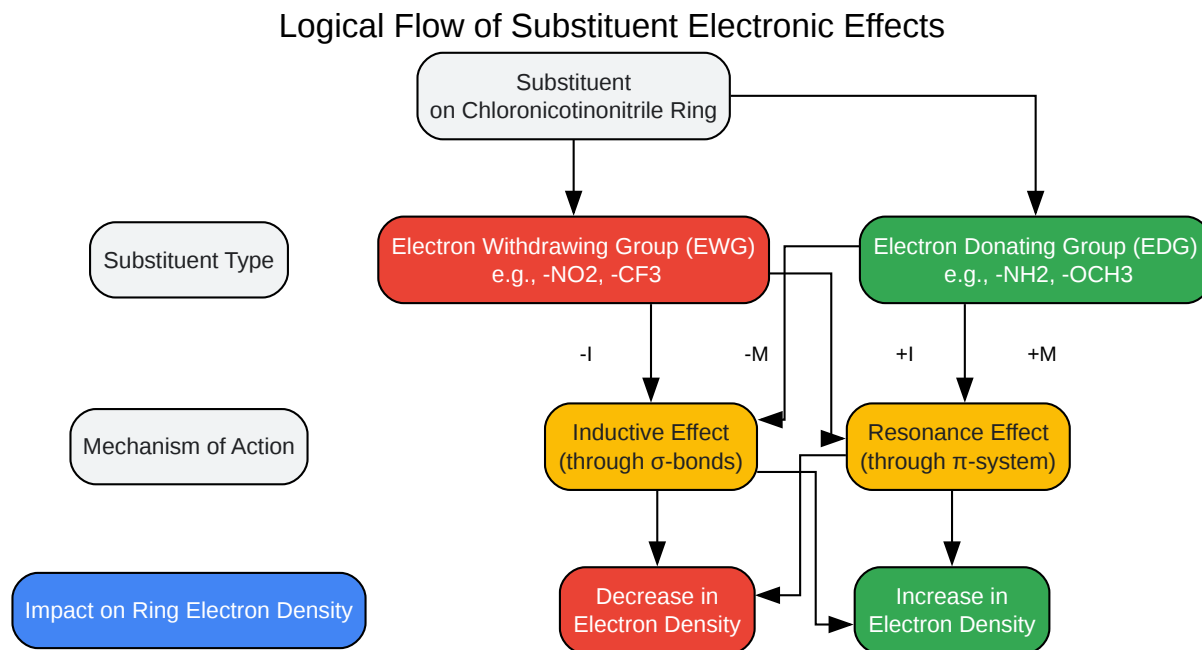 Logical Flow of Substituent Electronic Effects
Substituent
on Chloronicotinonitrile Ring
Substituent Type
Electron Withdrawing Group (EWG)
e.g., -NO2, -CF3
Electron Donating Group (EDG)
e.g., -NH2, -OCH3
-I
-M
+I
+M
Mechanism of Action
Inductive Effect
(through σ-bonds)
Resonance Effect
(through π-system)
Impact on Ring Electron Density
Decrease in
Electron Density
Increase in
Electron Density